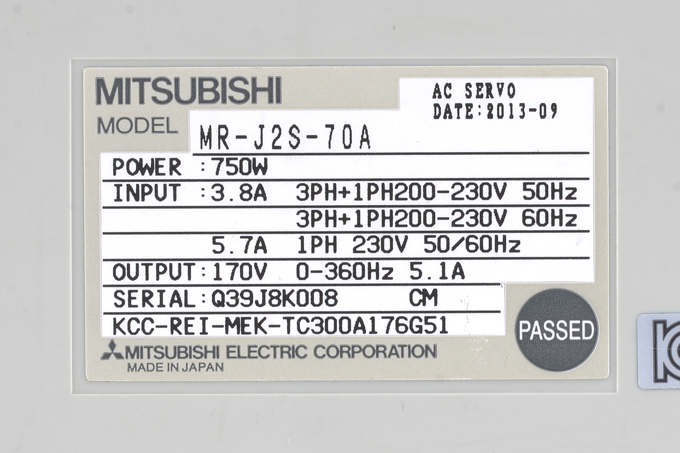 MITSUBISHI
AC SERVO
DATE:2013-09
MODEL MR-J2S-70A
POWER :750W
INPUT :3.8A 3PH+1PH200-230V 50Hz
3PH+1PH200-230V 60Hz
5.7A 1PH 230V 50/60Hz
OUTPUT:170V 0-360Hz 5.1A
SERIAL:Q39J8K008 CM
KCC-REI-MEK-TC300A176G51
PASSED
MITSUBISHI ELECTRIC CORPORATION
MADE IN JAPAN